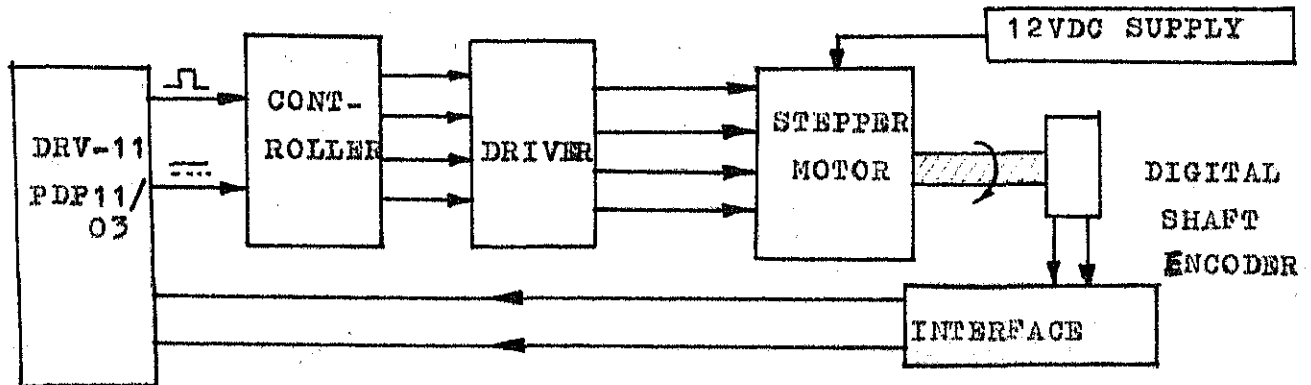 12VDC SUPPLY
CONT-
ROLLER
DRIVER
STEPPER
MOTOR
DRV-11
PDP11/
03
DIGITAL
SHAFT
ENCODER
INTERFACE